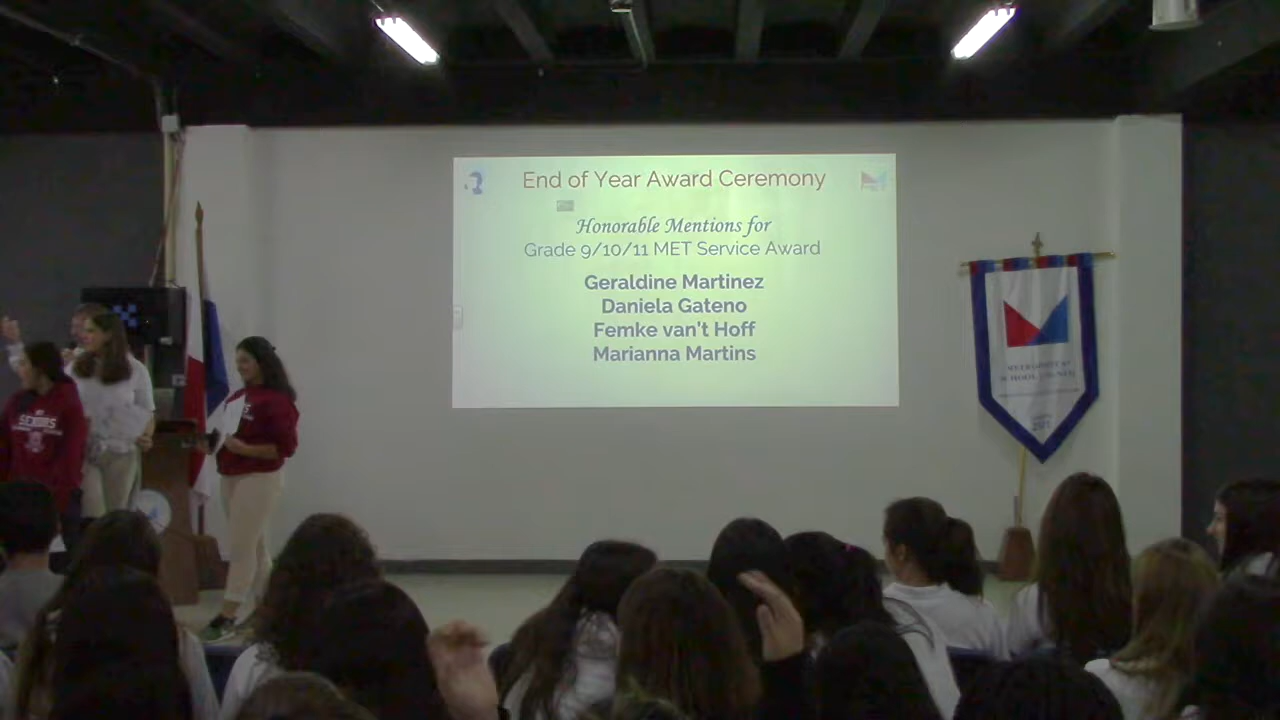 End of Year Award Ceremony
Honorable Mentions for
Grade 9/10/11 MET Service Award
Geraldine Martinez
Daniela Gateno
Femke van't Hoff
Marianna Martins